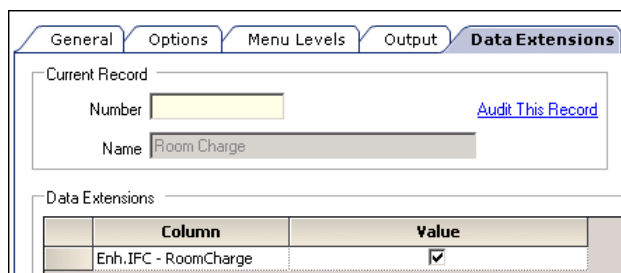 General Options Menu Levels Output Data Extensions
Current Record
Number Audit This Record
Name Room Charge
Data Extensions
Column Value
Enh.IFC - RoomCharge